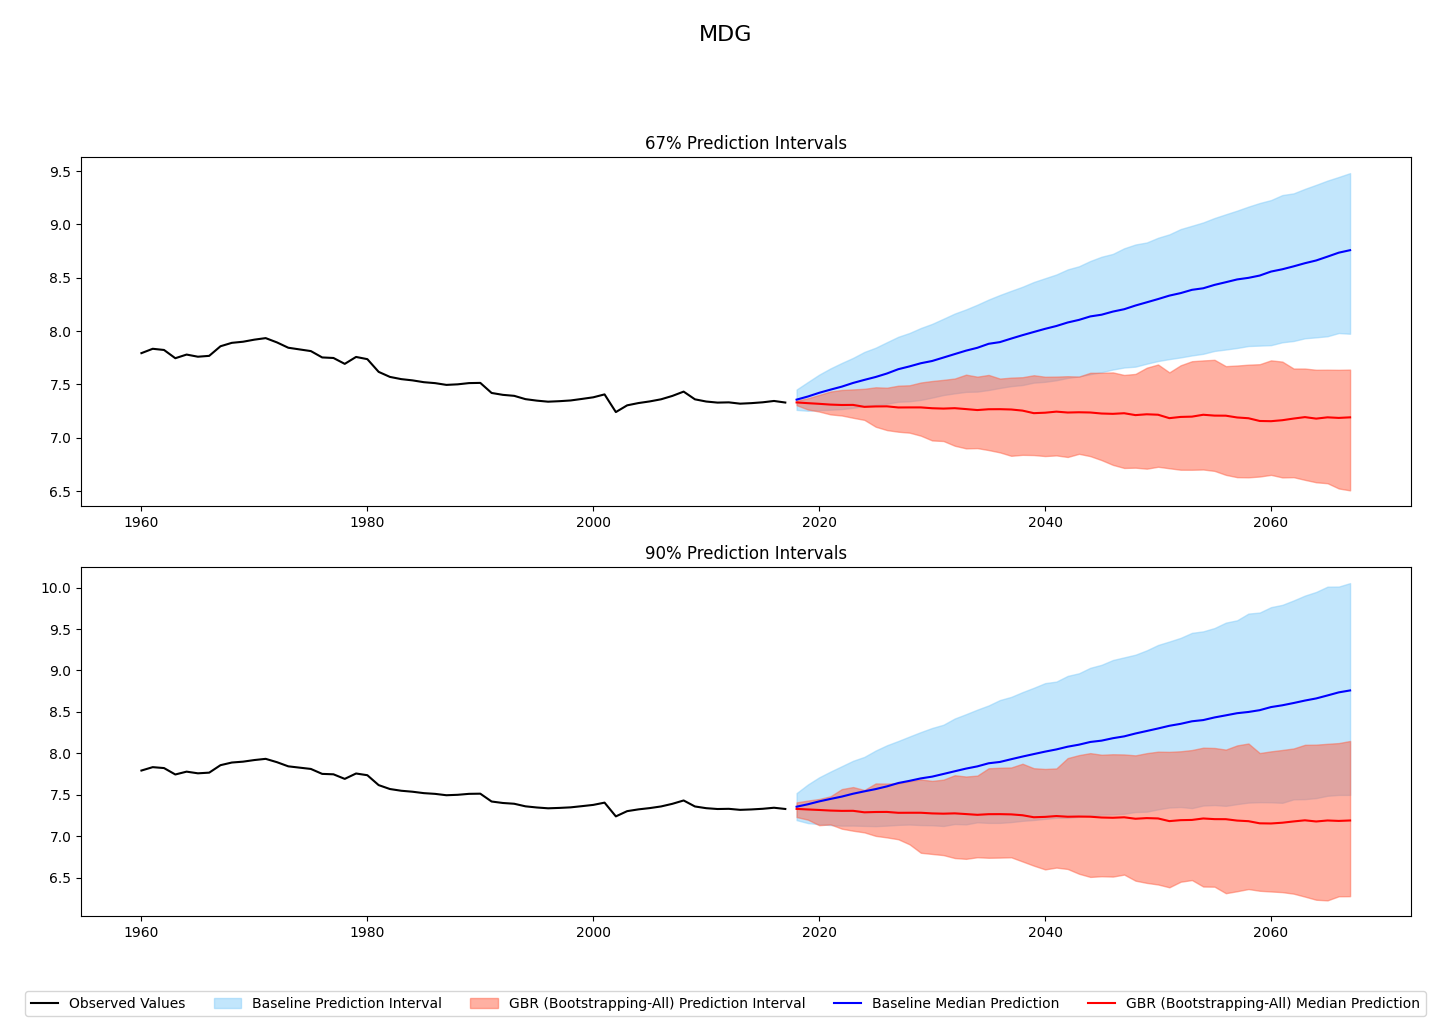 MDG
67% Prediction Intervals
9.5
9.0
8.5
8.0
7.5
7.0
6.5
1960 1980 2000 2020 2040 2060
90% Prediction Intervals
10.0
9.5
9.0
8.5
8.0
7.5
7.0
6.5
1960 1980 2000 2020 2040 2060
Observed Values Baseline Prediction Interval GBR (Bootstrapping-All) Prediction Interval Baseline Median Prediction GBR (Bootstrapping-All) Median Prediction